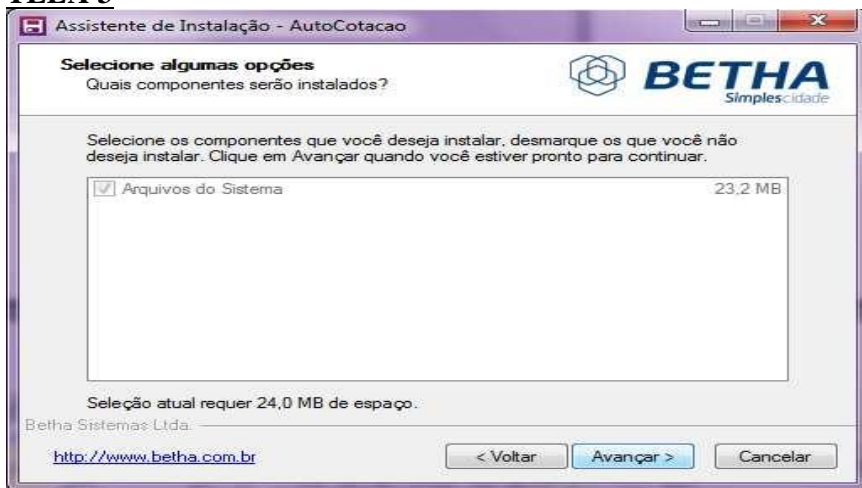 Assistente de Instalação - AutoCotacao
Selecione algumas opções
Quais componentes serão instalados?
BETHA
Simplescidade
Selecione os componentes que você deseja instalar, desmarque os que você não
deseja instalar. Clique em Avançar quando você estiver pronto para continuar.
Arquivos do Sistema 23,2 MB
Seleção atual requer 24,0 MB de espaço.
Betha Sistemas Ltda.
http://www.betha.com.br
< Voltar Avançar > Cancelar